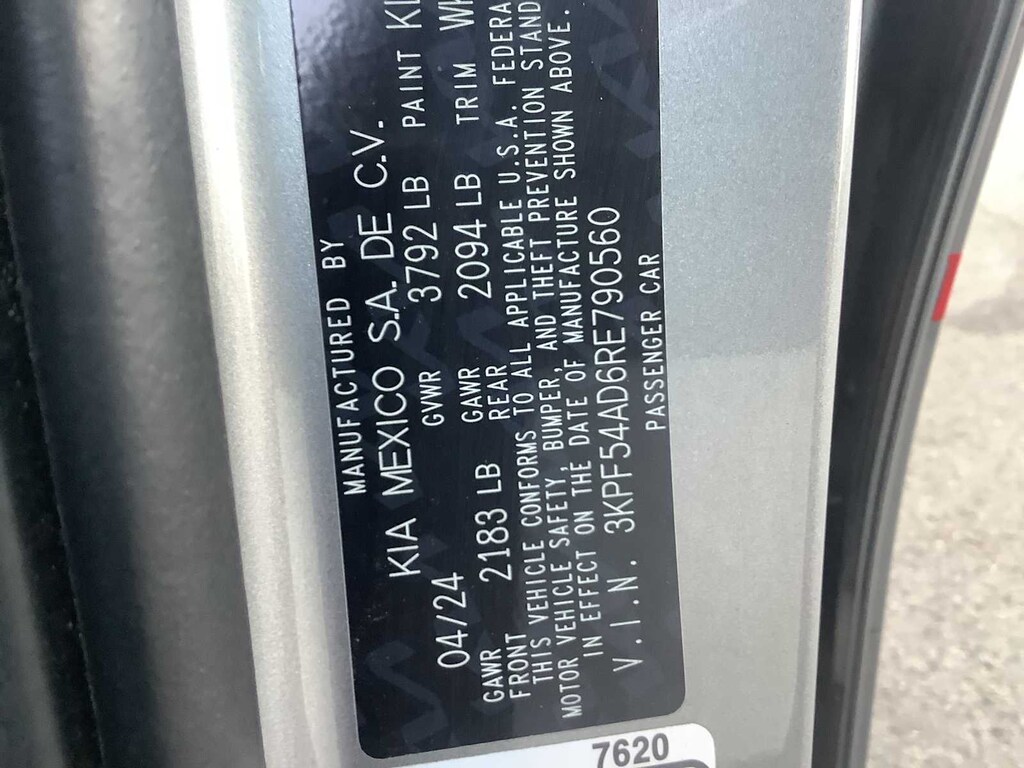 MANUFACTURED BY
KIA MEXICO S.A. DE C.V.
04/24 GVWR 3792 LB PAINT
GAWR FRONT 2183 LB GAWR REAR 2094 LB TRIM
THIS VEHICLE CONFORMS TO ALL APPLICABLE U.S.A. FEDERA
MOTOR VEHICLE SAFETY, BUMPER, AND THEFT PREVENTION STAND
IN EFFECT ON THE DATE OF MANUFACTURE SHOWN ABOVE.
V.I.N. 3KPF54AD6RE790560
PASSENGER CAR
7620